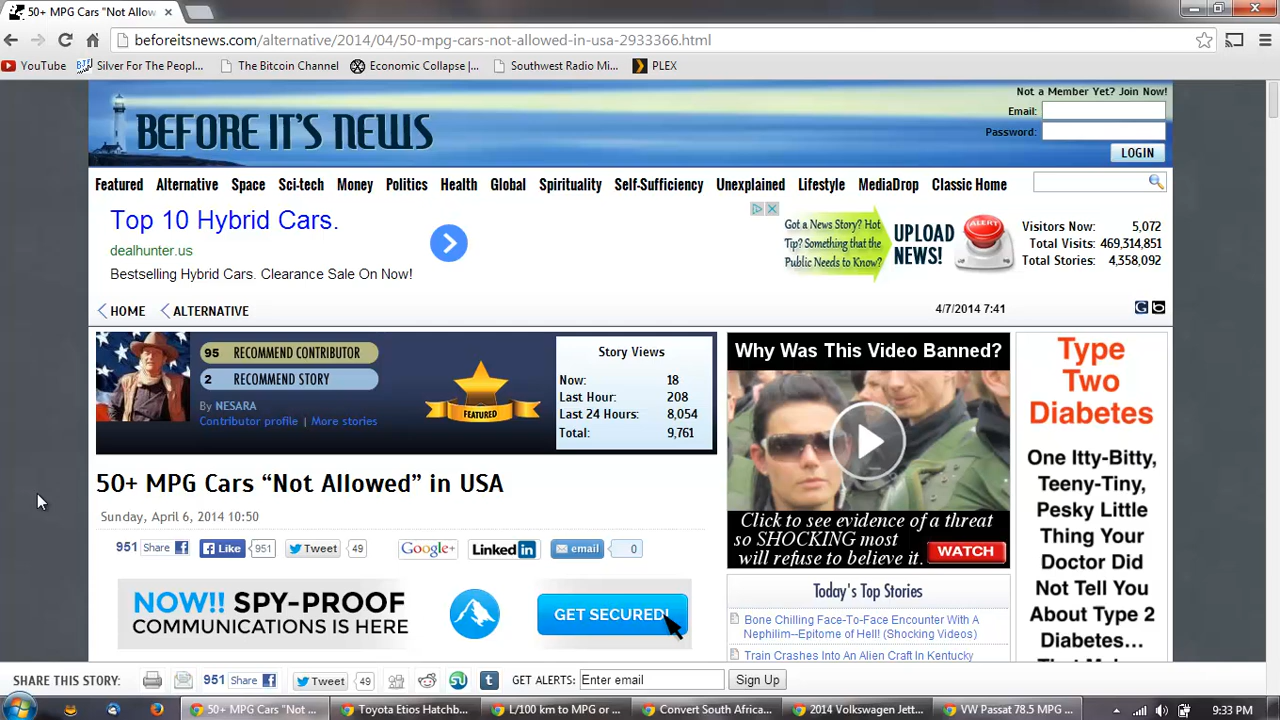 50+ MPG Cars "Not Allow
beforeitsnews.com/alternative/2014/04/50-mpg-cars-not-allowed-in-usa-2933366.html
YouTube
Silver For The Peopl...
The Bitcoin Channel
Economic Collapse |...
Southwest Radio Mi...
PLEX
BEFORE IT'S NEWS
Not a Member Yet? Join Now!
Email:
Password:
LOGIN
Featured Alternative Space Sci-tech Money Politics Health Global Spirituality Self-Sufficiency Unexplained Lifestyle MediaDrop Classic Home
Top 10 Hybrid Cars.
dealhunter.us
Bestselling Hybrid Cars. Clearance Sale On Now!
Got a News Story? Hot
Tip? Something that the
Public Needs to Know?
UPLOAD
NEWS!
ALERT
Visitors Now: 5,072
Total Visits: 469,314,851
Total Stories: 4,358,092
HOME ALTERNATIVE
4/7/2014 7:41
95 RECOMMEND CONTRIBUTOR
2 RECOMMEND STORY
By NESARA
Contributor profile | More stories
FEATURED
Story Views
Now: 18
Last Hour: 208
Last 24 Hours: 8,054
Total: 9,761
50+ MPG Cars “Not Allowed” in USA
Sunday, April 6, 2014 10:50
951 Share f Like 951 Tweet 49 Google+ Linked in email 0
NOW!! SPY-PROOF
COMMUNICATIONS IS HERE
GET SECURED!
Why Was This Video Banned?
Click to see evidence of a threat
so SHOCKING most
will refuse to believe it.
WATCH
Today's Top Stories
Bone Chilling Face-To-Face Encounter With A
Nephilim--Epitome of Hell! (Shocking Videos)
Train Crashes Into An Alien Craft In Kentucky
Type
Two
Diabetes
One Itty-Bitty,
Teeny-Tiny,
Pesky Little
Thing Your
Doctor Did
Not Tell You
About Type 2
Diabetes...
SHARE THIS STORY: 951 Share Tweet 49 GET ALERTS: Enter email Sign Up
50+ MPG Cars "Not ...
Toyota Etios Hatchb...
L/100 km to MPG or ...
Convert South Africa...
2014 Volkswagen Jett...
VW Passat 78.5 MPG ...
9:33 PM